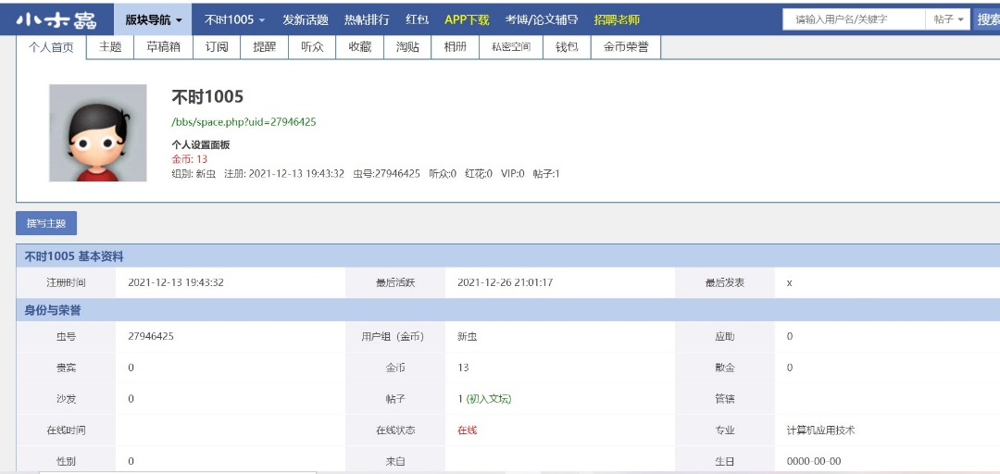 小木蟲 版块导航 不时1005 发新话题 热帖排行 红包 APP下载 考博/论文辅导 招聘老师 请输入用户名/关键字 帖子 搜索
个人首页 主题 草稿箱 订阅 提醒 听众 收藏 淘贴 相册 私密空间 钱包 金币荣誉
不时1005
/bbs/space.php?uid=27946425
个人设置面板
金币: 13
组别: 新虫 注册: 2021-12-13 19:43:32 虫号:27946425 听众:0 红花:0 VIP:0 帖子:1
撰写主题
不时1005 基本资料
注册时间 2021-12-13 19:43:32 最后活跃 2021-12-26 21:01:17 最后发表 x
身份与荣誉
虫号 27946425 用户组（金币） 新虫 应助 0
贵宾 0 金币 13 散金 0
沙发 0 帖子 1 (初入文坛) 管辖
在线时间 在线状态 在线 专业 计算机应用技术
性别 0 来自 生日 0000-00-00